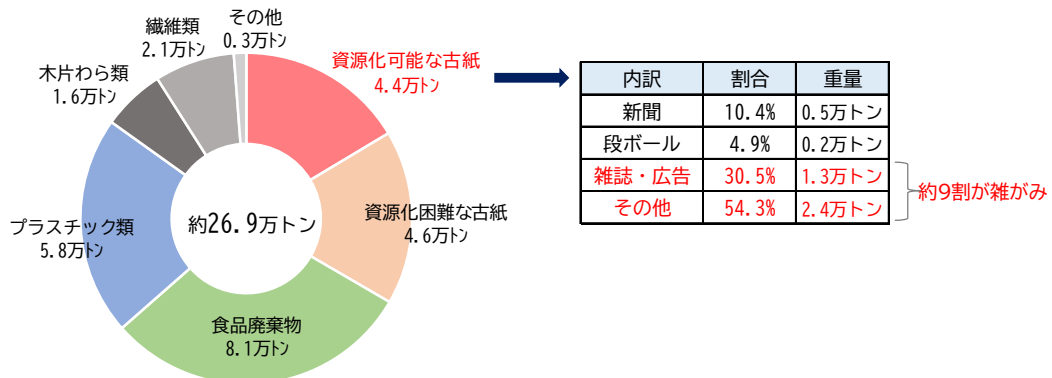 その他
0.3万㌧
繊維類
2.1万㌧
木片わら類
1.6万㌧
資源化可能な古紙
4.4万㌧
資源化困難な古紙
4.6万㌧
プラスチック類
5.8万㌧
約26.9万トン
食品廃棄物
8.1万㌧
内訳 割合 重量
新聞 10.4% 0.5万トン
段ボール 4.9% 0.2万トン
雑誌・広告 30.5% 1.3万トン
その他 54.3% 2.4万トン
約9割が雑がみ